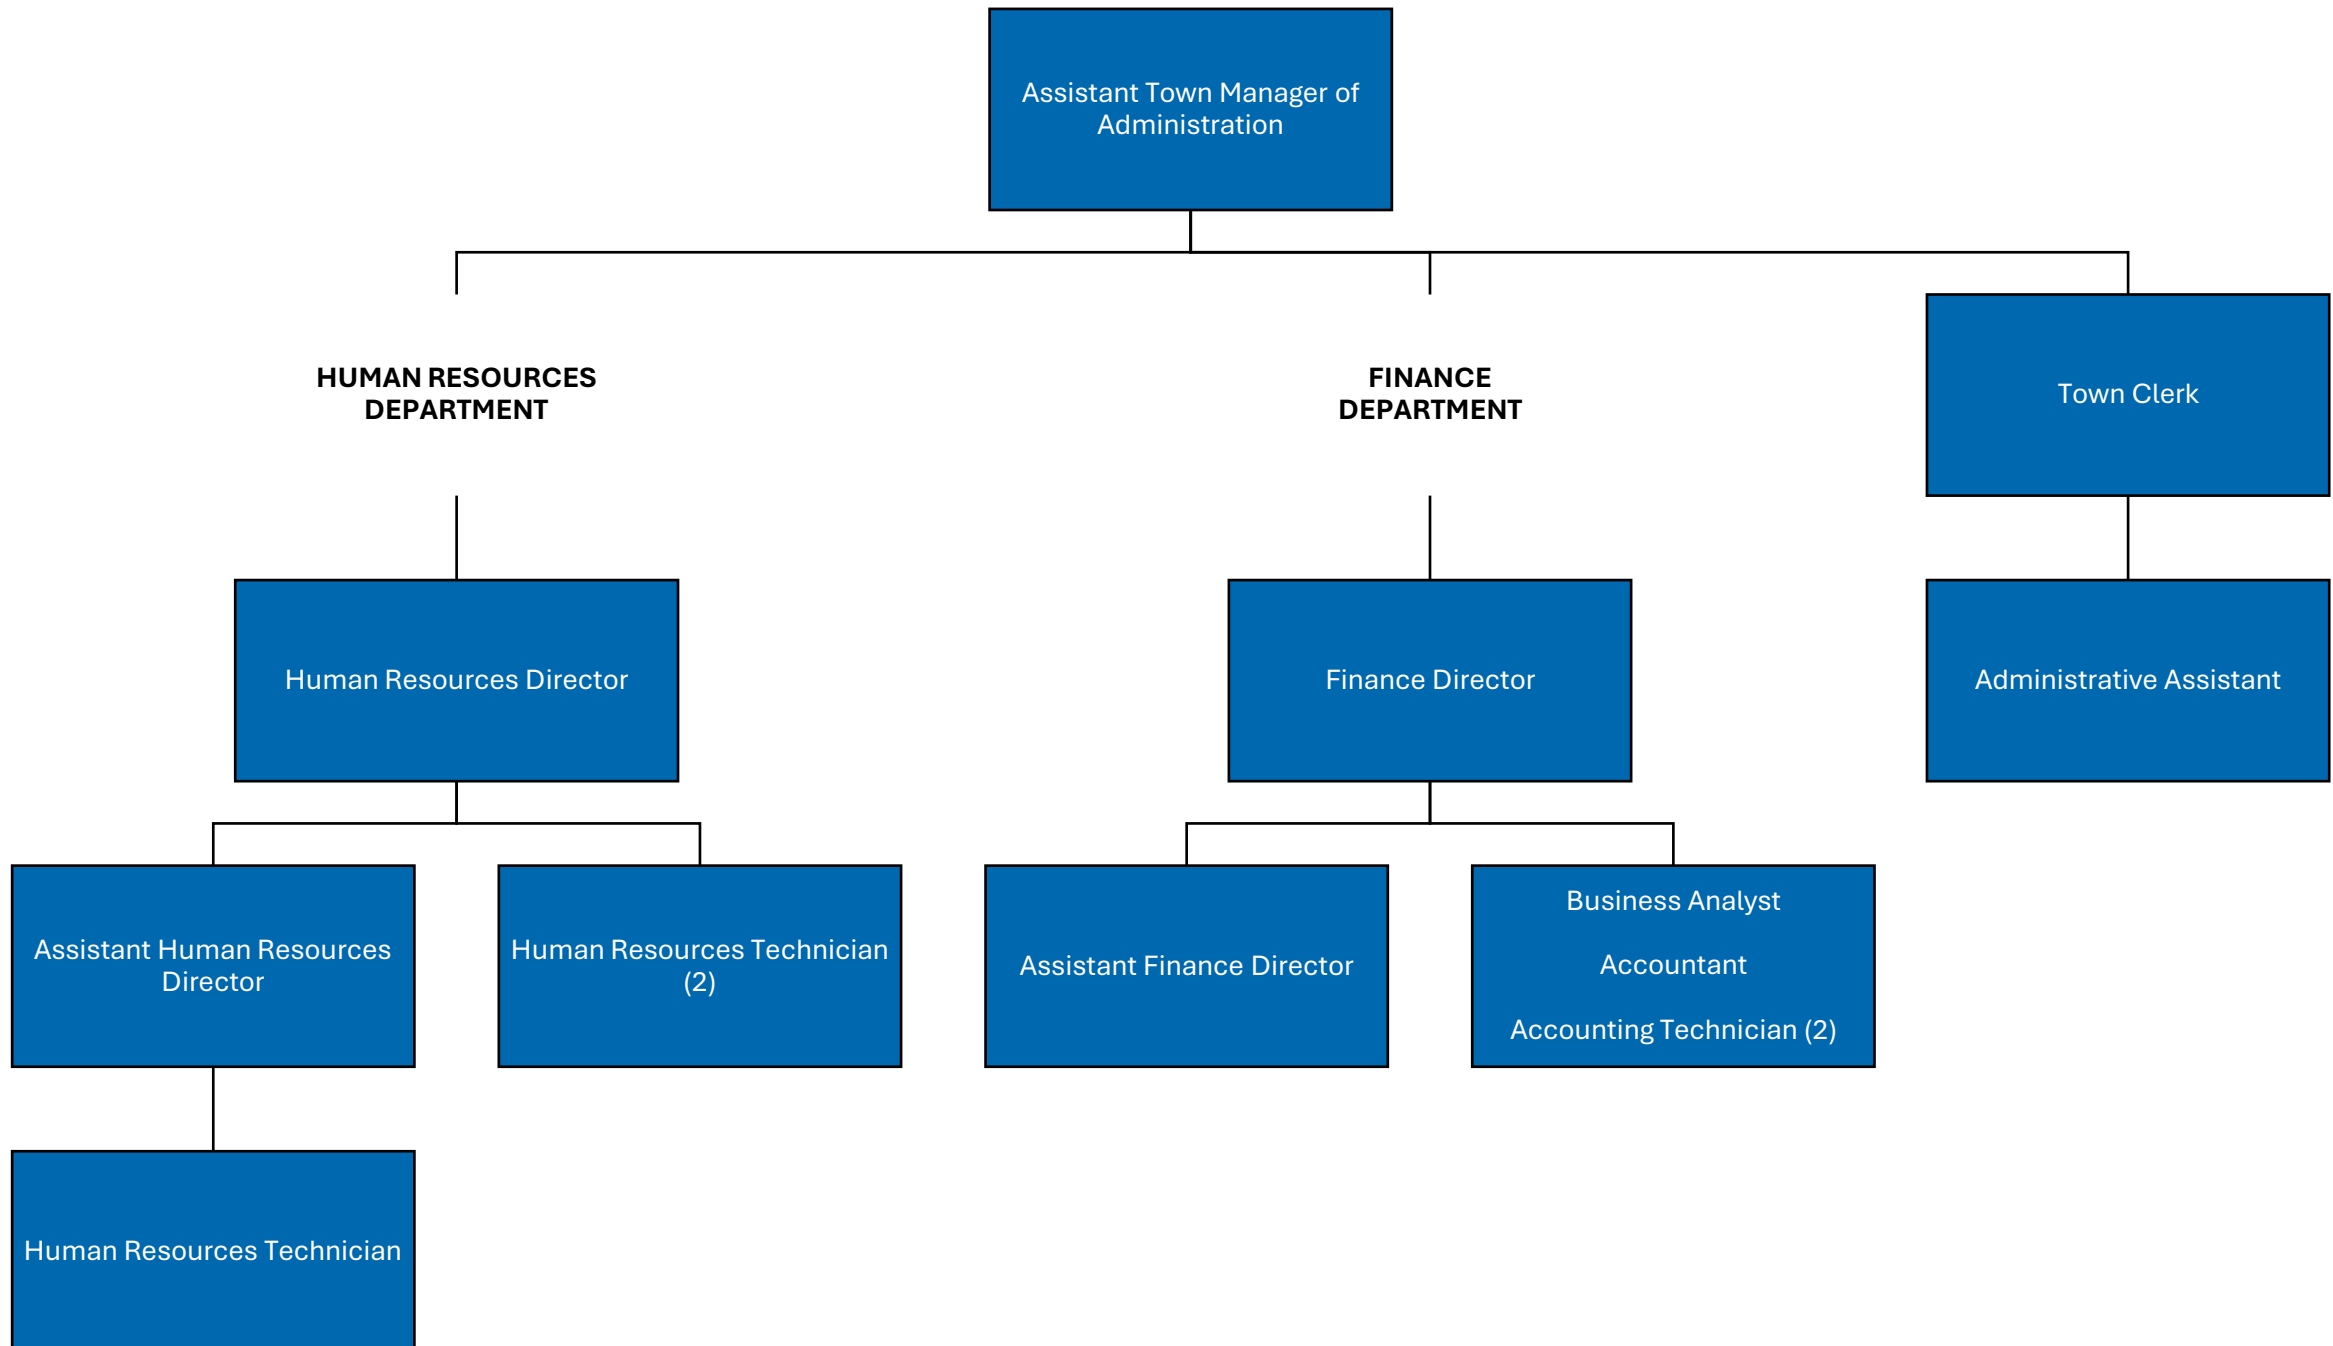 Assistant Town Manager of
Administration
HUMAN RESOURCES
DEPARTMENT
FINANCE
DEPARTMENT
Town Clerk
Human Resources Director
Finance Director
Administrative Assistant
Assistant Human Resources
Director
Human Resources Technician
(2)
Assistant Finance Director
Business Analyst
Accountant
Accounting Technician (2)
Human Resources Technician